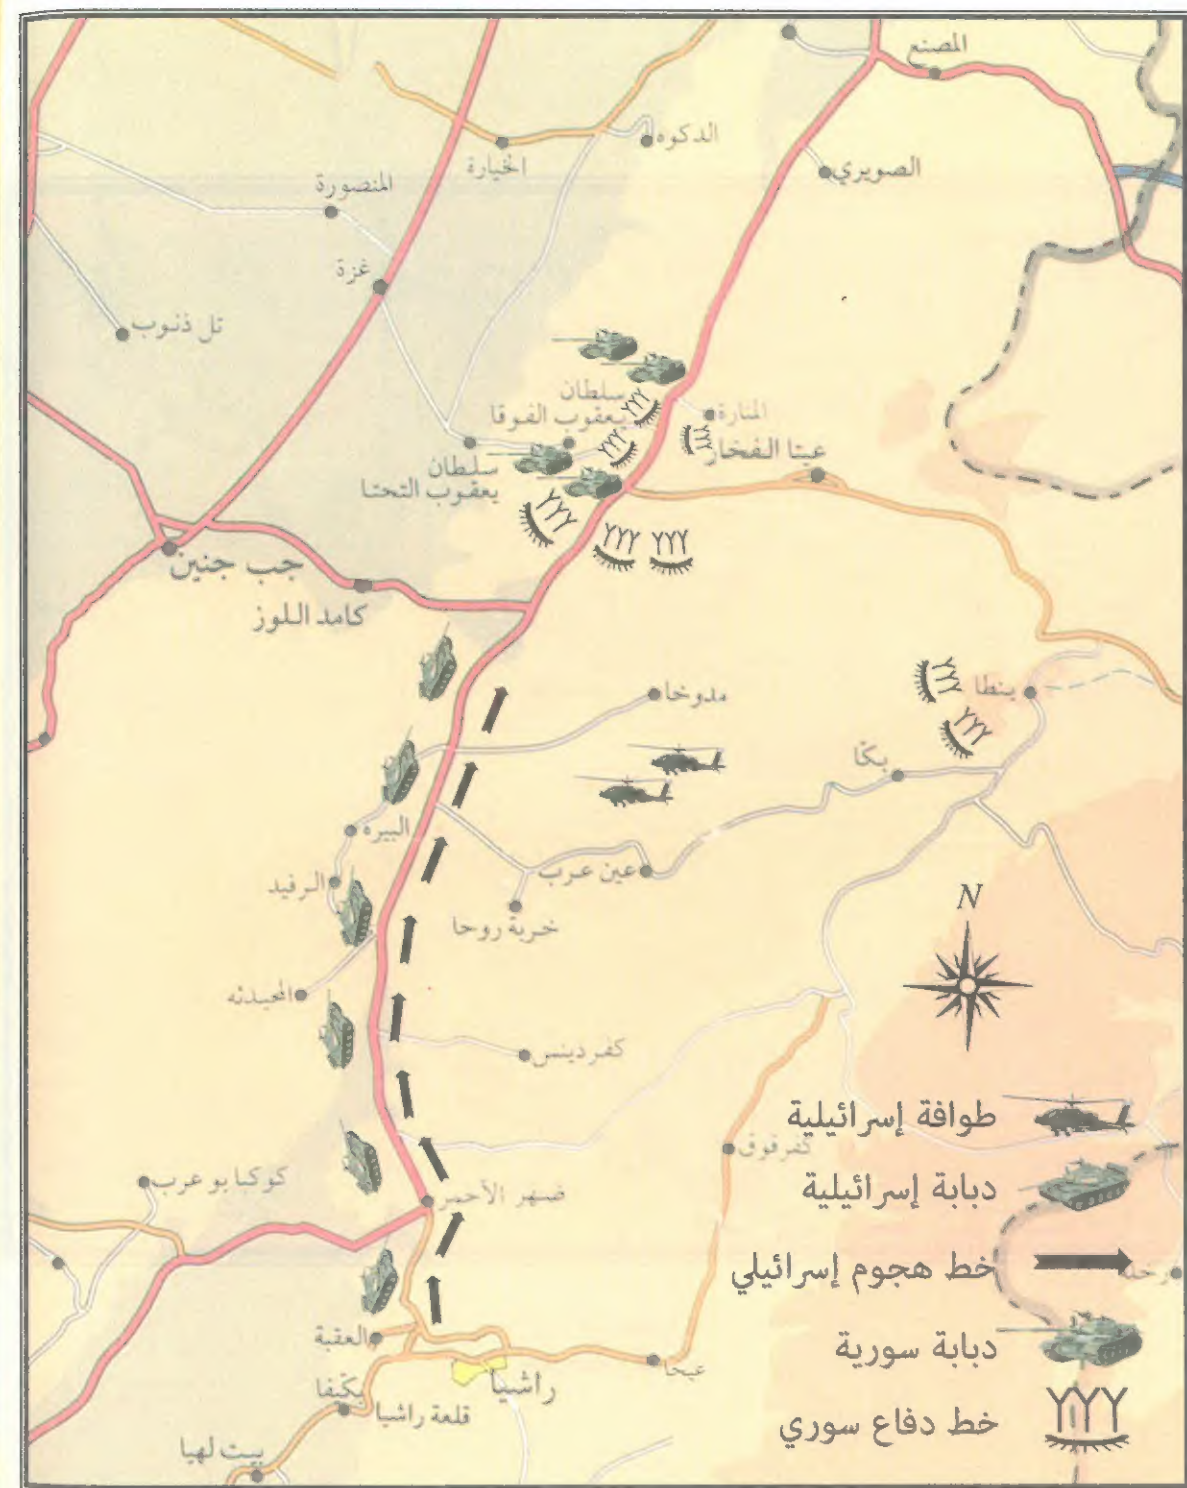 المصنع
الدكوه
الخيارة
الصويري
المنصورة
غزة
تل ذنوب
سلطان
يعقوب الفوقا
المنارة
عيتا الفخار
سلطان
يعقوب التحتا
جب جنين
كامد اللوز
مدوخا
ينطا
بكا
البيره
عين عرب
الرفيد
خربة روحا
N
المحيدثه
كفردينس
طوافة إسرائيلية
كفرفوق
دبابة إسرائيلية
كوكبا بو عرب
ضهر الأحمر
خط هجوم إسرائيلي
رخله
العقبة
دبابة سورية
عيحا
راشيا
بكيفا
قلعة راشيا
خط دفاع سوري
بيت لهيا